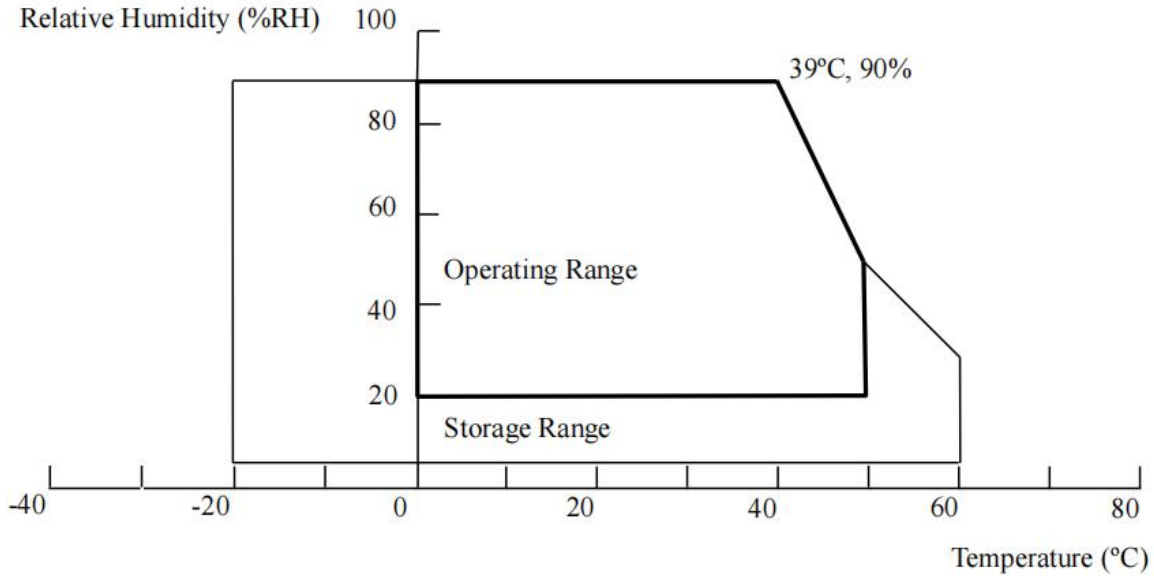 Relative Humidity (%RH) 100
39ºC, 90%
80
60
Operating Range
40
20
Storage Range
-40 -20 0 20 40 60 80
Temperature (ºC)